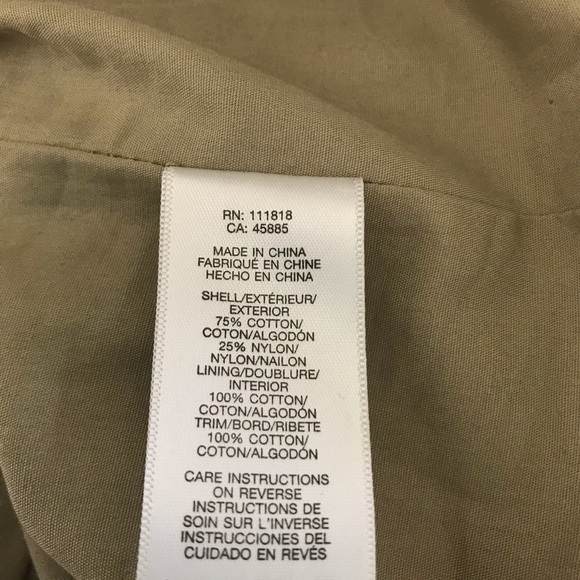 RN: 111818
CA: 45885
MADE IN CHINA
FABRIQUÉ EN CHINE
HECHO EN CHINA
SHELL/EXTÉRIEUR/
EXTERIOR
75% COTTON/
COTON/ALGODÓN
25% NYLON/
NYLON/NAILON
LINING/DOUBLURE/
INTERIOR
100% COTTON/
COTON/ALGODÓN
TRIM/BORD/RIBETE
100% COTTON/
COTON/ALGODÓN
CARE INSTRUCTIONS
ON REVERSE
INSTRUCTIONS DE
SOIN SUR L'INVERSE
INSTRUCCIONES DEL
CUIDADO EN REVÉS